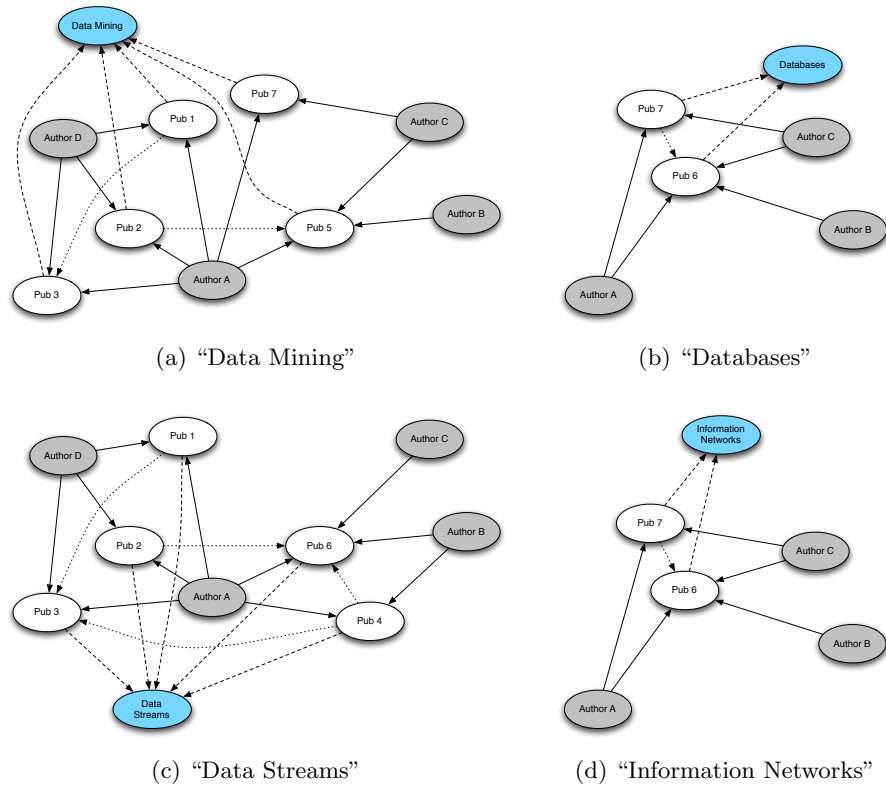 Data Mining
Pub 7
Pub 1
Author D
Author C
Pub 2
Pub 5
Author B
Author A
Pub 3
(a) “Data Mining”
Databases
Pub 7
Author C
Pub 6
Author B
Author A
(b) “Databases”
Pub 1
Author D
Author C
Pub 2
Pub 6
Author B
Author A
Pub 3
Pub 4
Data
Streams
(c) “Data Streams”
Information
Networks
Pub 7
Author C
Pub 6
Author B
Author A
(d) “Information Networks”